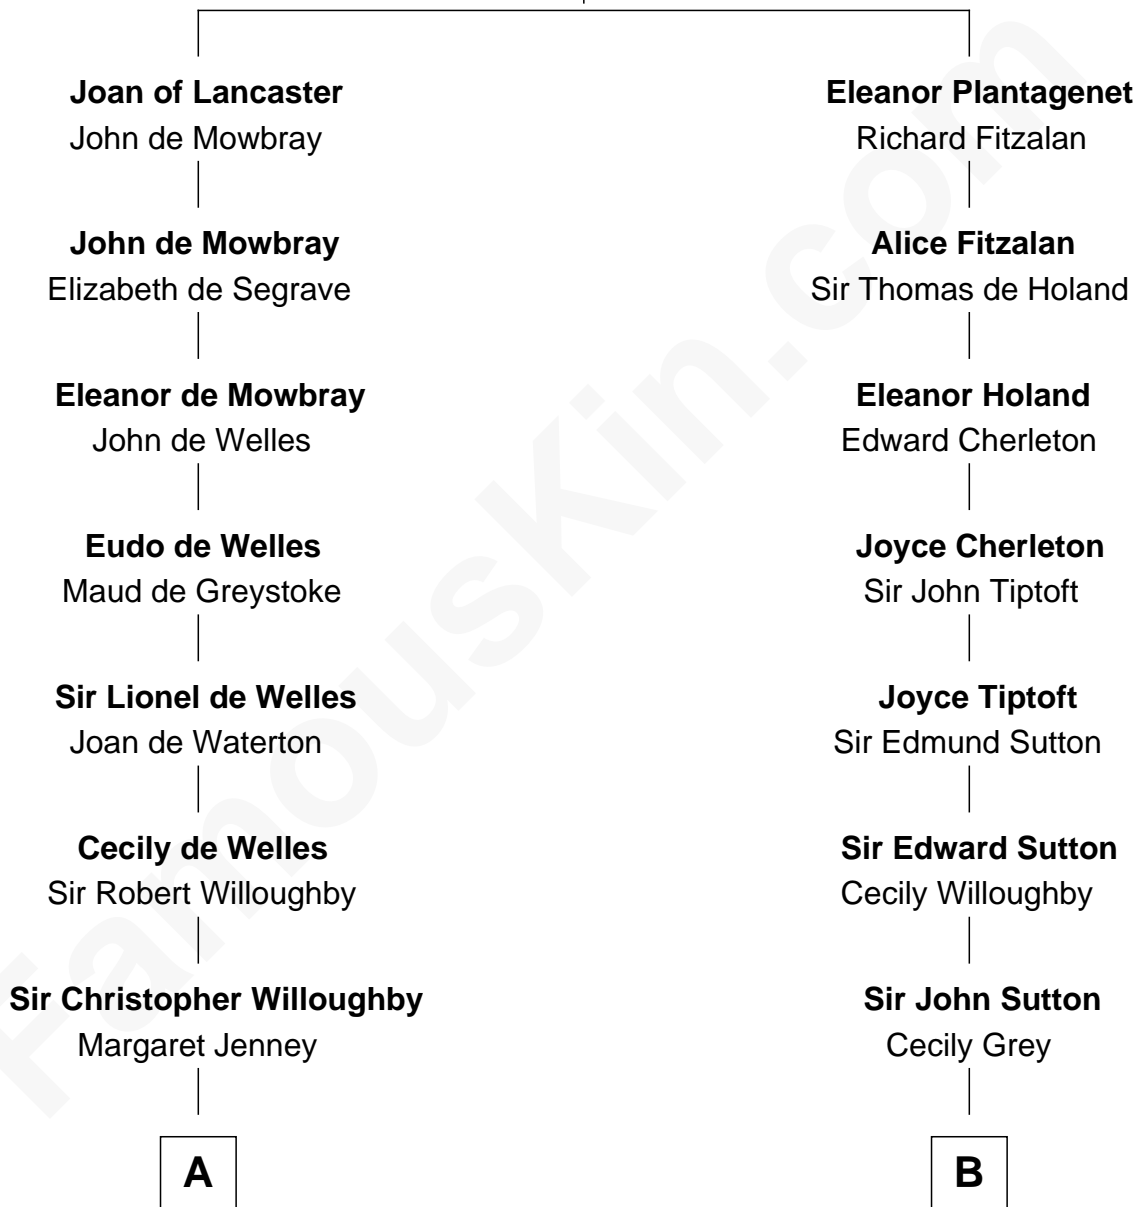 Joan of Lancaster
John de Mowbray
John de Mowbray
Elizabeth de Segrave
Eleanor de Mowbray
John de Welles
Eudo de Welles
Maud de Greystoke
Sir Lionel de Welles
Joan de Waterton
Cecily de Welles
Sir Robert Willoughby
Sir Christopher Willoughby
Margaret Jenney
A
Eleanor Plantagenet
Richard Fitzalan
Alice Fitzalan
Sir Thomas de Holand
Eleanor Holand
Edward Cherleton
Joyce Cherleton
Sir John Tiptoft
Joyce Tiptoft
Sir Edmund Sutton
Sir Edward Sutton
Cecily Willoughby
Sir John Sutton
Cecily Grey
B
FamousKin.com